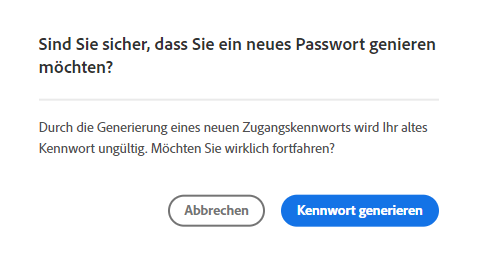 Sind Sie sicher, dass Sie ein neues Passwort genieren
möchten?
Durch die Generierung eines neuen Zugangskennworts wird Ihr altes
Kennwort ungültig. Möchten Sie wirklich fortfahren?
Abbrechen
Kennwort generieren